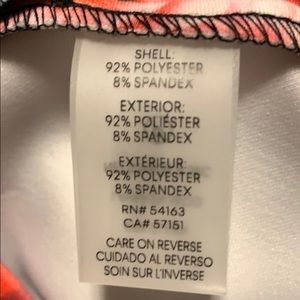 SHELL:
92% POLYESTER
8% SPANDEX
EXTERIOR:
92% POLIÉSTER
8% SPANDEX
EXTÉRIEUR:
92% POLYESTER
8% SPANDEX
RN# 54163
CA# 57151
CARE ON REVERSE
CUIDADO AL REVERSO
SOIN SUR L'INVERSE